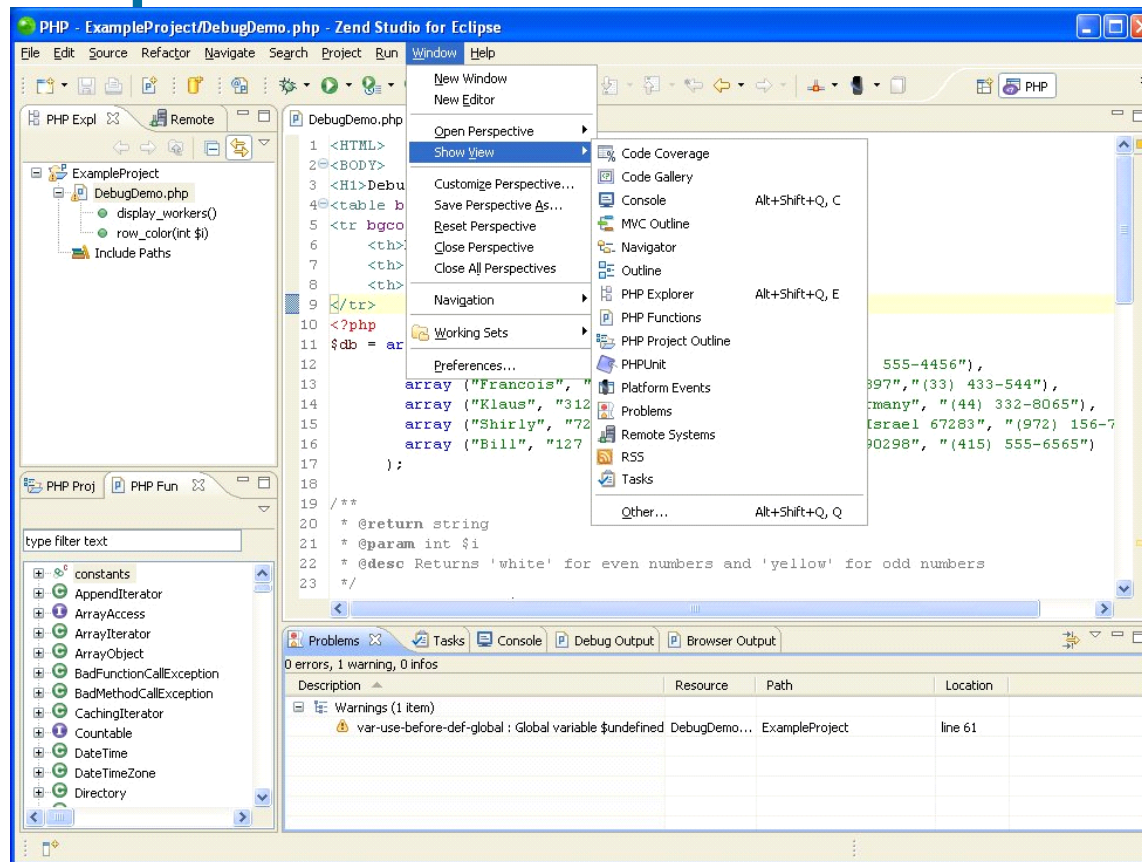 PHP - ExampleProject/DebugDemo.php - Zend Studio for Eclipse
File Edit Source Refactor Navigate Search Project Run Window Help
PHP
PHP Expl Remote
ExampleProject
DebugDemo.php
display_workers()
row_color(int $i)
Include Paths
DebugDemo.php
1 <HTML>
2 <BODY>
3 <H1>Debu
4 <table b
5 <tr bgco
6 <th>
7 <th>
8 <th>
9 </tr>
10 <?php
11 $db = ar
12 555-4456"),
13 array ("Francois", " 397","(33) 433-544"),
14 array ("Klaus", "312 rmany", "(44) 332-8065"),
15 array ("Shirly", "72 Israel 67283", "(972) 156-7
16 array ("Bill", "127 90298", "(415) 555-6565")
17 );
18
19 /**
20 * @return string
21 * @param int $i
22 * @desc Returns 'white' for even numbers and 'yellow' for odd numbers
23 */
New Window
New Editor
Open Perspective
Show View
Customize Perspective...
Save Perspective As...
Reset Perspective
Close Perspective
Close All Perspectives
Navigation
Working Sets
Preferences...
Code Coverage
Code Gallery
Console Alt+Shift+Q, C
MVC Outline
Navigator
Outline
PHP Explorer Alt+Shift+Q, E
PHP Functions
PHP Project Outline
PHPUnit
Platform Events
Problems
Remote Systems
RSS
Tasks
Other... Alt+Shift+Q, Q
PHP Proj PHP Fun
type filter text
constants
AppendIterator
ArrayAccess
ArrayIterator
ArrayObject
BadFunctionCallException
BadMethodCallException
CachingIterator
Countable
DateTime
DateTimeZone
Directory
Problems Tasks Console Debug Output Browser Output
0 errors, 1 warning, 0 infos
Description Resource Path Location
Warnings (1 item)
var-use-before-def-global : Global variable $undefined DebugDemo... ExampleProject line 61